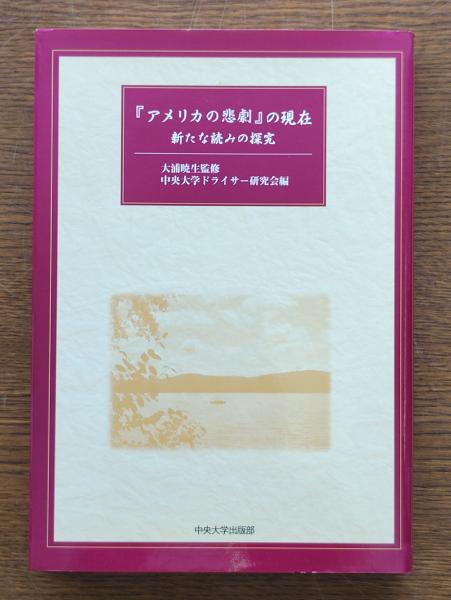 『アメリカの悲劇』の現在
新たな読みの探究
大浦暁生監修
中央大学ドライサー研究会編
中央大学出版部